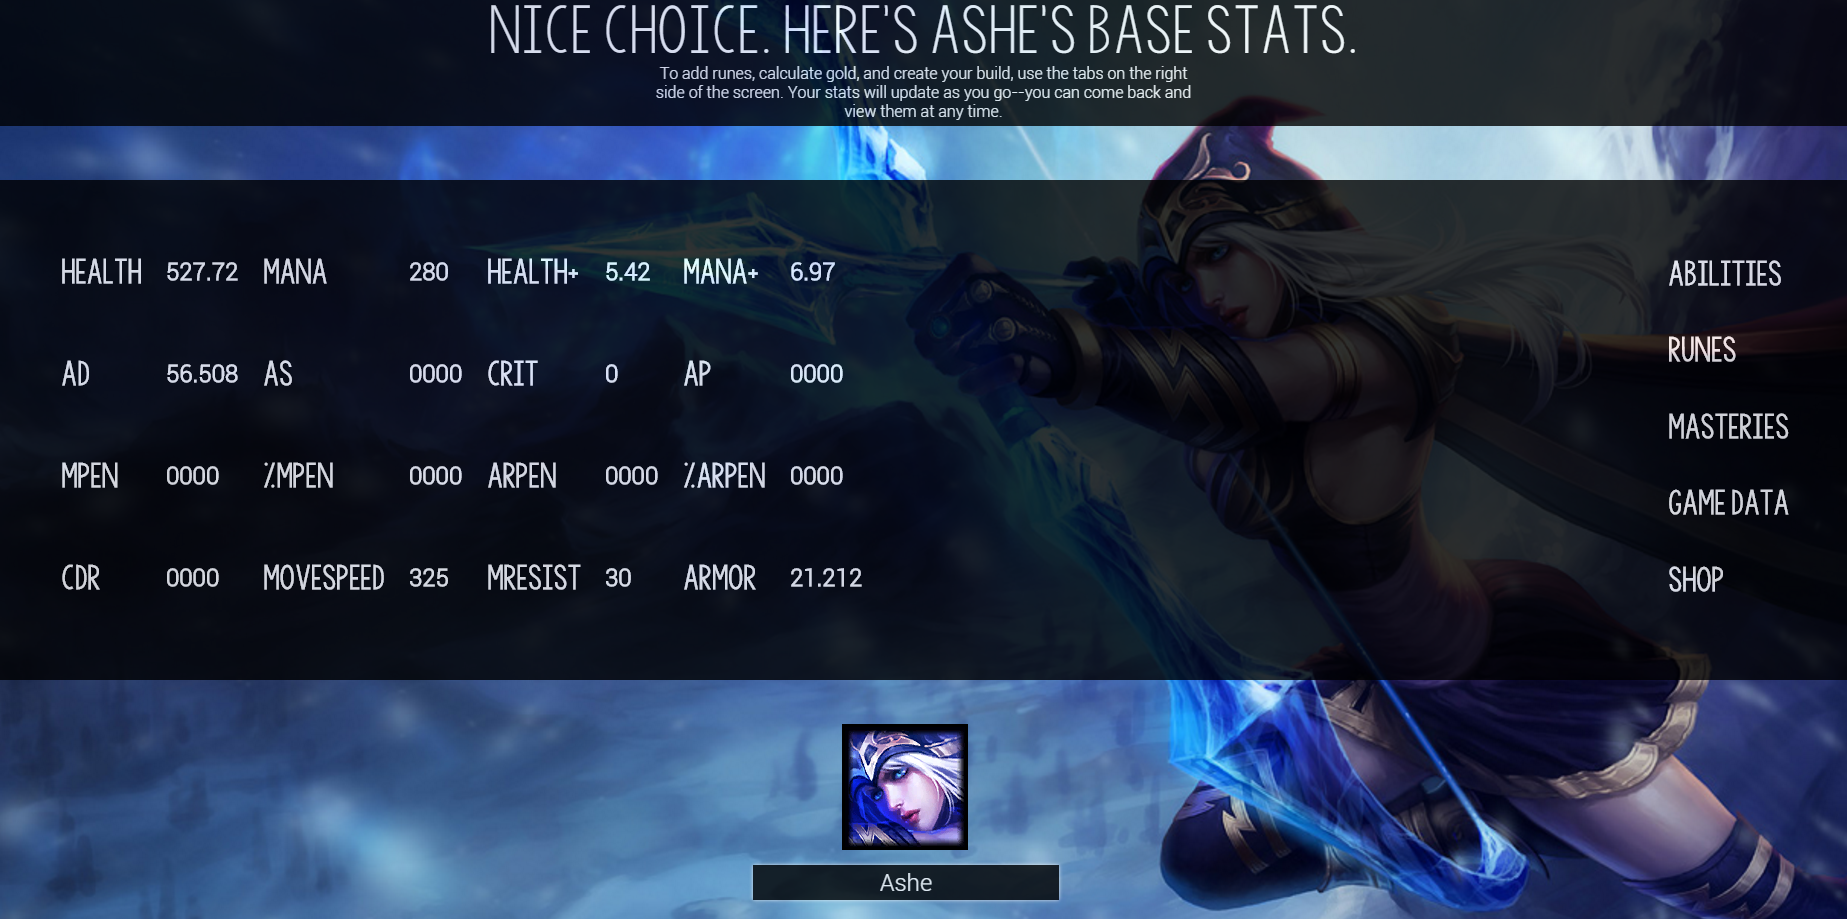 NICE CHOICE. HERE'S ASHE'S BASE STATS.
To add runes, calculate gold, and create your build, use the tabs on the right
side of the screen. Your stats will update as you go--you can come back and
view them at any time.
HEALTH 527.72 MANA 280 HEALTH+ 5.42 MANA+ 6.97
AD 56.508 AS 0000 CRIT 0 AP 0000
MPEN 0000 %MPEN 0000 ARPEN 0000 %ARPEN 0000
CDR 0000 MOVESPEED 325 MRESIST 30 ARMOR 21.212
ABILITIES
RUNES
MASTERIES
GAME DATA
SHOP
Ashe